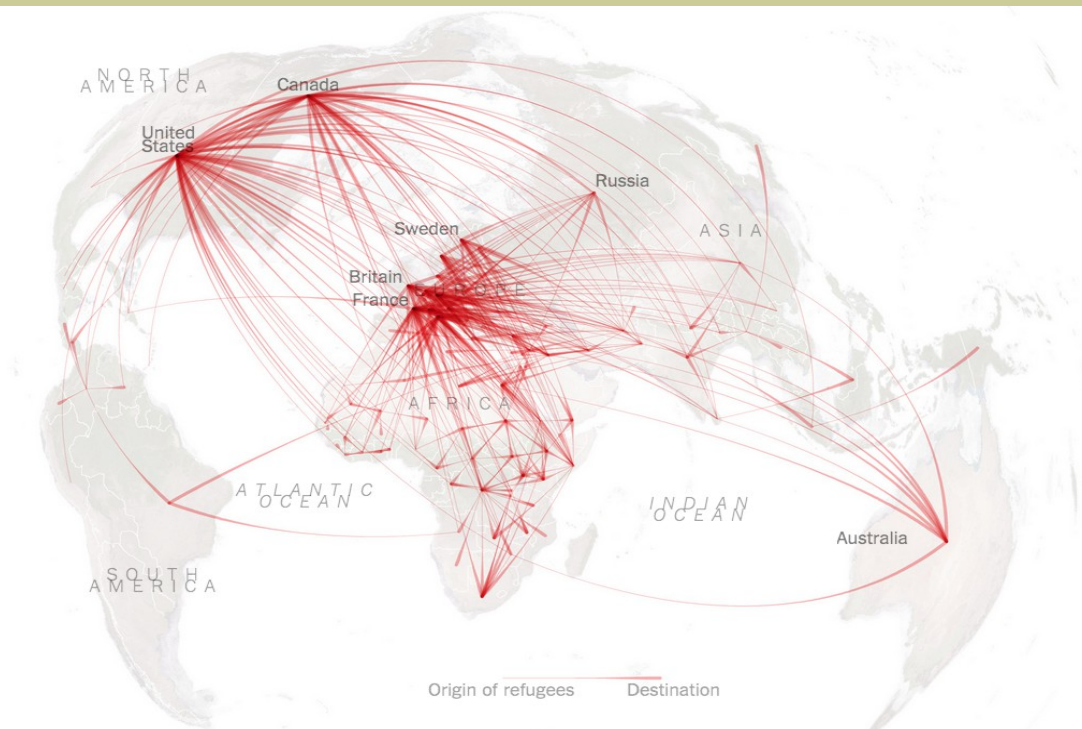 NORTH
AMERICA
Canada
United
States
Russia
Sweden
ASIA
Britain
EUROPE
France
AFRICA
ATLANTIC
OCEAN
INDIAN
OCEAN
Australia
SOUTH
AMERICA
Origin of refugees
Destination